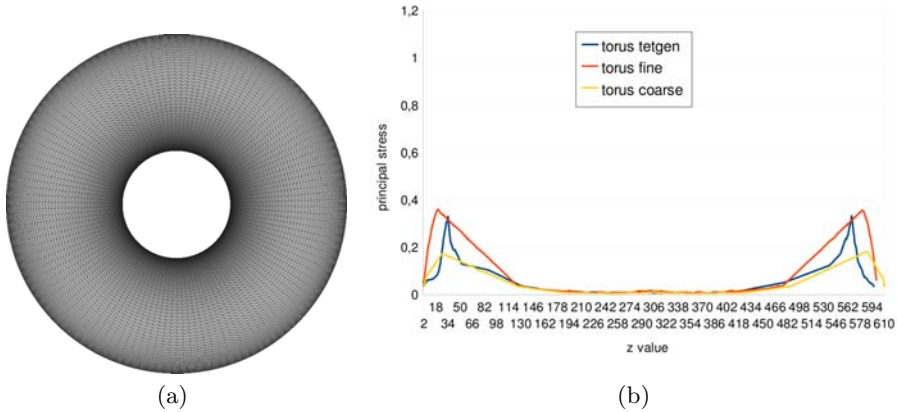 1,2
1
0,8
0,6
0,4
0,2
0
principal stress
torus tetgen
torus fine
torus coarse
18 50 82 114 146 178 210 242 274 306 338 370 402 434 466 498 530 562 594
2 34 66 98 130 162 194 226 258 290 322 354 386 418 450 482 514 546 578 610
z value
(a)
(b)